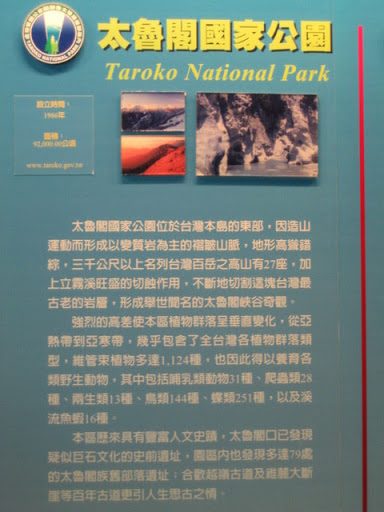 太魯閣國家公園
TAROKO NATIONAL PARK
Taroko National Park
設立時間：
1986年
面積：
92,000.00公頃
www.taroko.gov.tw
太魯閣國家公園位於台灣本島的東部，因造山
運動而形成以變質岩為主的褶皺山脈，地形高聳錯
綜，三千公尺以上名列台灣百岳之高山有27座，加
上立霧溪旺盛的切蝕作用，不斷地切割這塊台灣最
古老的岩層，形成舉世聞名的太魯閣峽谷奇觀。
強烈的高差使本區植物群落呈垂直變化，從亞
熱帶到亞寒帶，幾乎包含了全台灣各植物群落類
型，維管束植物多達1,124種，也因此得以養育各
類野生動物，其中包括哺乳類動物31種、爬蟲類28
種、兩生類13種、鳥類144種、蝶類251種，以及溪
流魚蝦16種。
本區歷來具有豐富人文史蹟，太魯閣口已發現
疑似巨石文化的史前遺址，園區內也發現多達79處
的太魯閣族舊部落遺址；合歡越嶺古道及錐麓大斷
崖等百年古道更引人生思古之情。